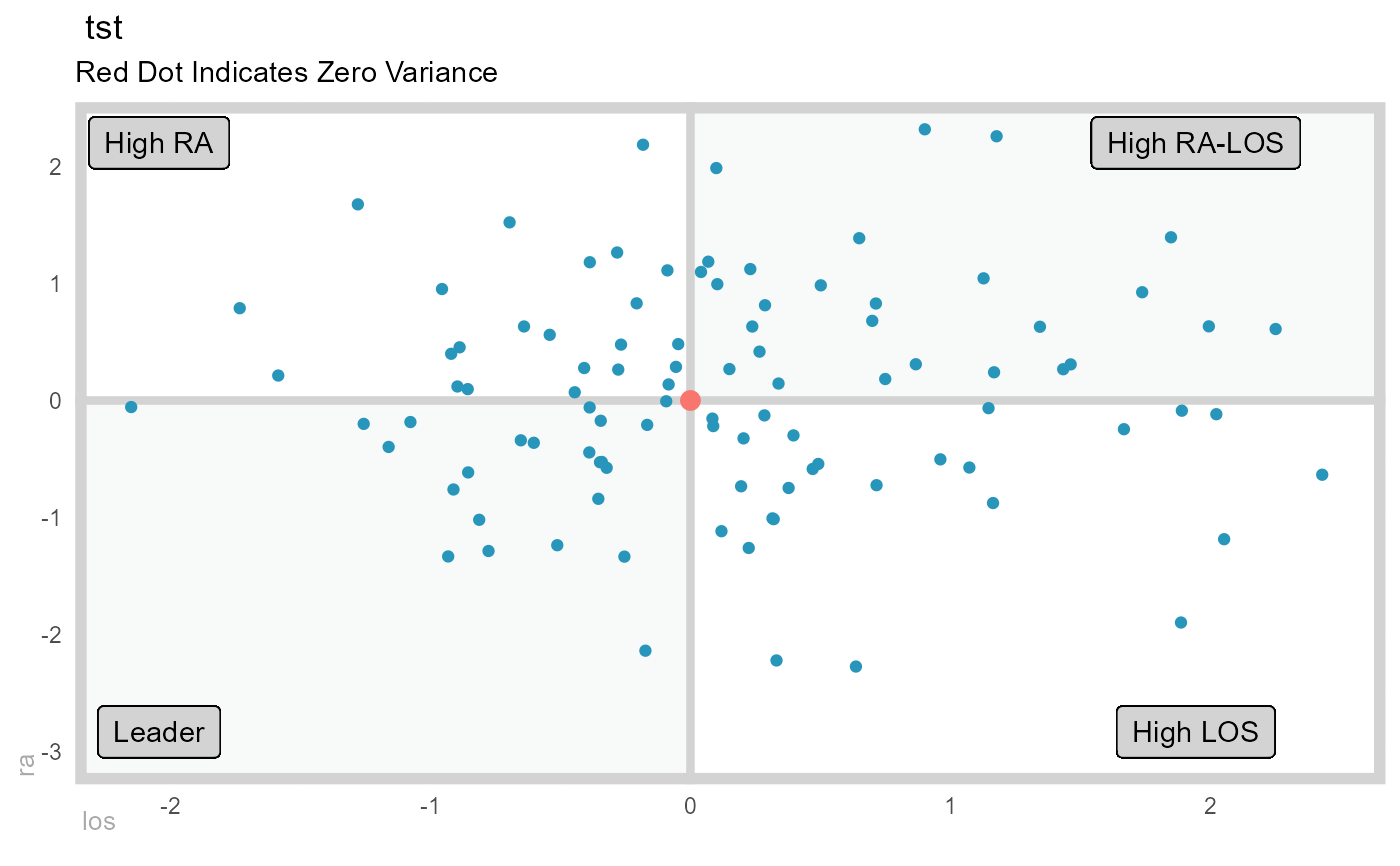 tst
Red Dot Indicates Zero Variance
High RA
High RA-LOS
2
1
0
-1
-2
-3
Leader
High LOS
ra
-2
-1
0
1
2
los